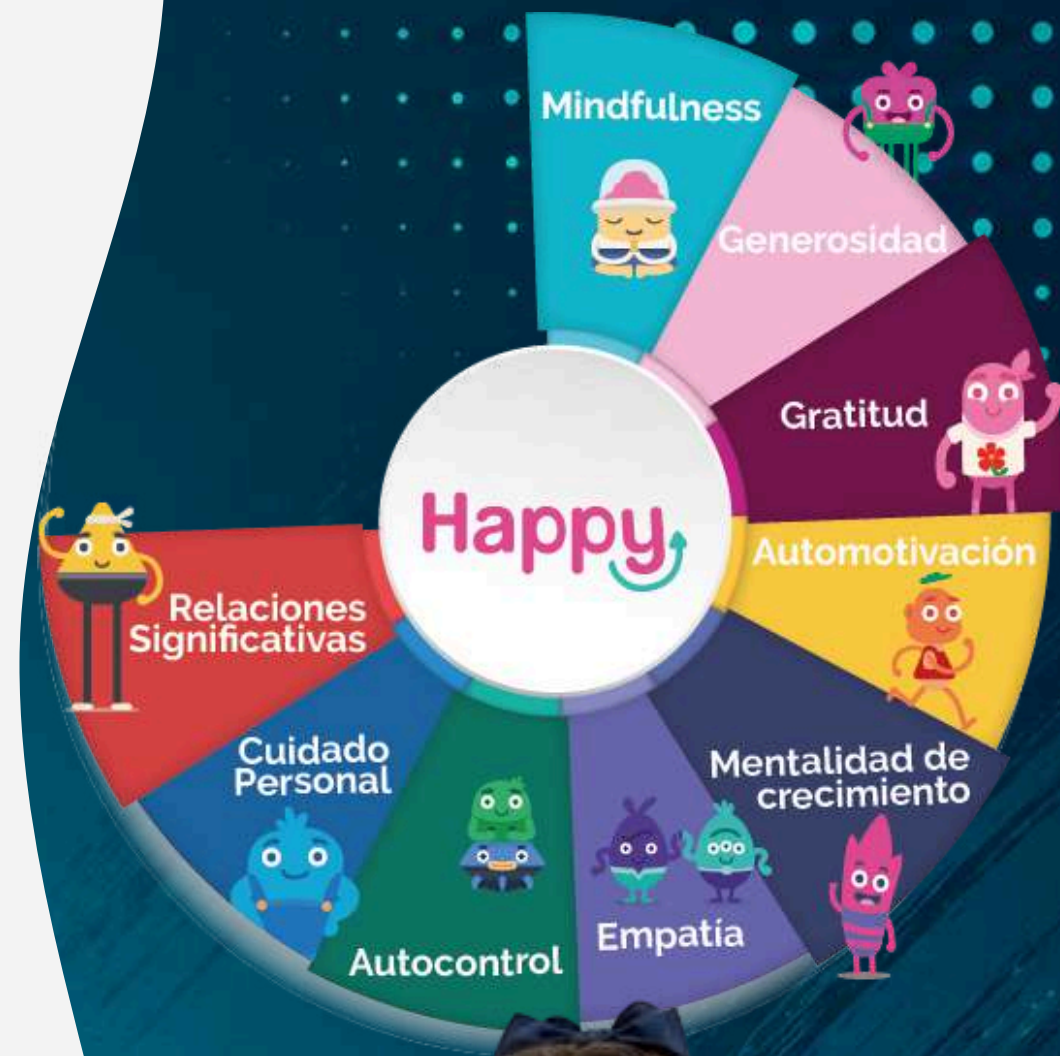 Mindfulness
Generosidad
Gratitud
Automotivación
Mentalidad de
crecimiento
Empatía
Autocontrol
Cuidado
Personal
Relaciones
Significativas
Happy